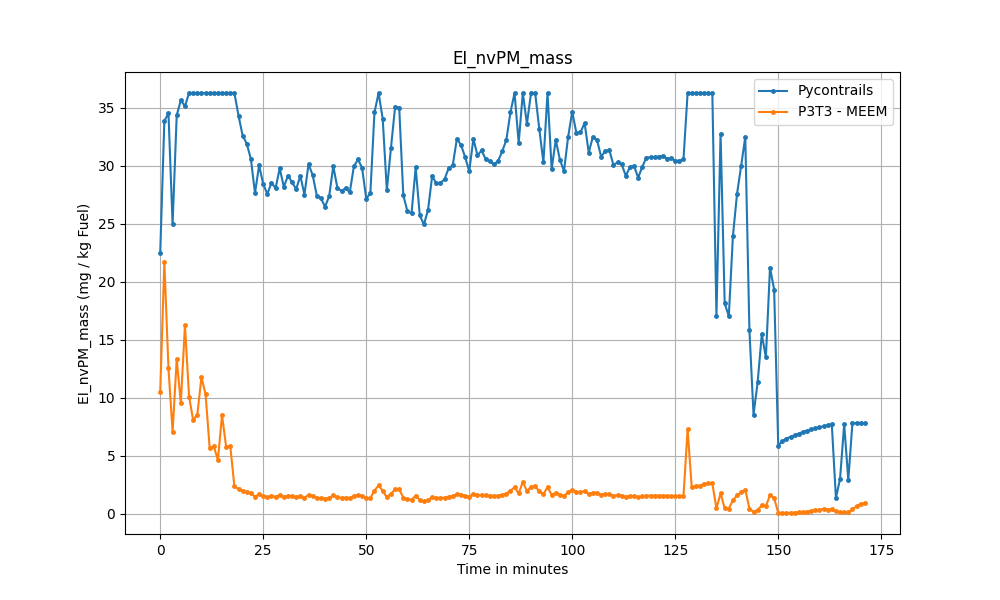 EI_nvPM_mass
Pycontrails
P3T3 - MEEM
EI_nvPM_mass (mg / kg Fuel)
35
30
25
20
15
10
5
0
0 25 50 75 100 125 150 175
Time in minutes